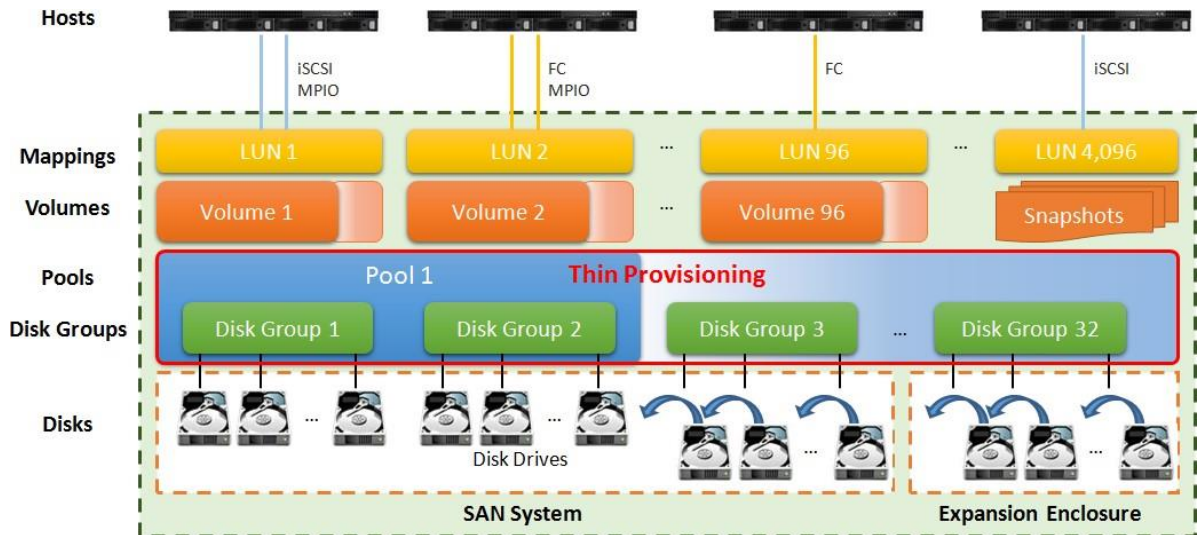 Hosts
iSCSI
MPIO
FC
MPIO
FC
iSCSI
Mappings
LUN 1
LUN 2
...
LUN 96
...
LUN 4,096
Volumes
Volume 1
Volume 2
...
Volume 96
Snapshots
Pools
Pool 1
Thin Provisioning
Disk Groups
Disk Group 1
Disk Group 2
Disk Group 3
...
Disk Group 32
Disks
...
...
...
...
Disk Drives
SAN System
Expansion Enclosure